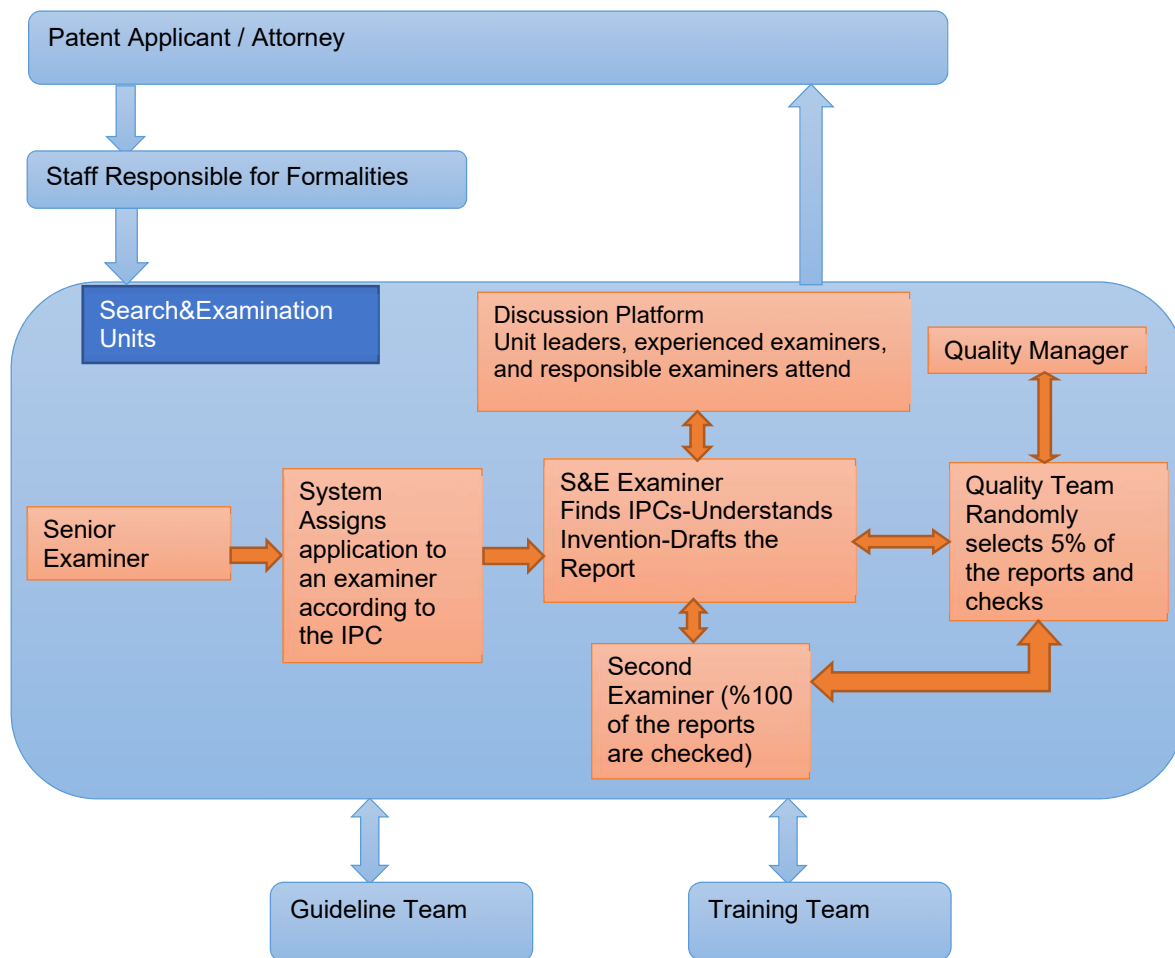 Patent Applicant / Attorney
Staff Responsible for Formalities
Search&Examination
Units
Discussion Platform
Unit leaders, experienced examiners,
and responsible examiners attend
Quality Manager
Senior
Examiner
System
Assigns
application to
an examiner
according to
the IPC
S&E Examiner
Finds IPCs-Understands
Invention-Drafts the
Report
Quality Team
Randomly
selects 5% of
the reports and
checks
Second
Examiner (%100
of the reports
are checked)
Guideline Team
Training Team